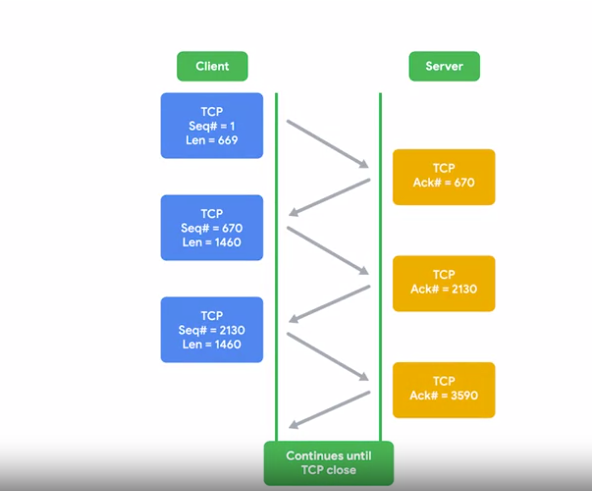 Client
Server
TCP
Seq# = 1
Len = 669
TCP
Ack# = 670
TCP
Seq# = 670
Len = 1460
TCP
Ack# = 2130
TCP
Seq# = 2130
Len = 1460
TCP
Ack# = 3590
Continues until
TCP close